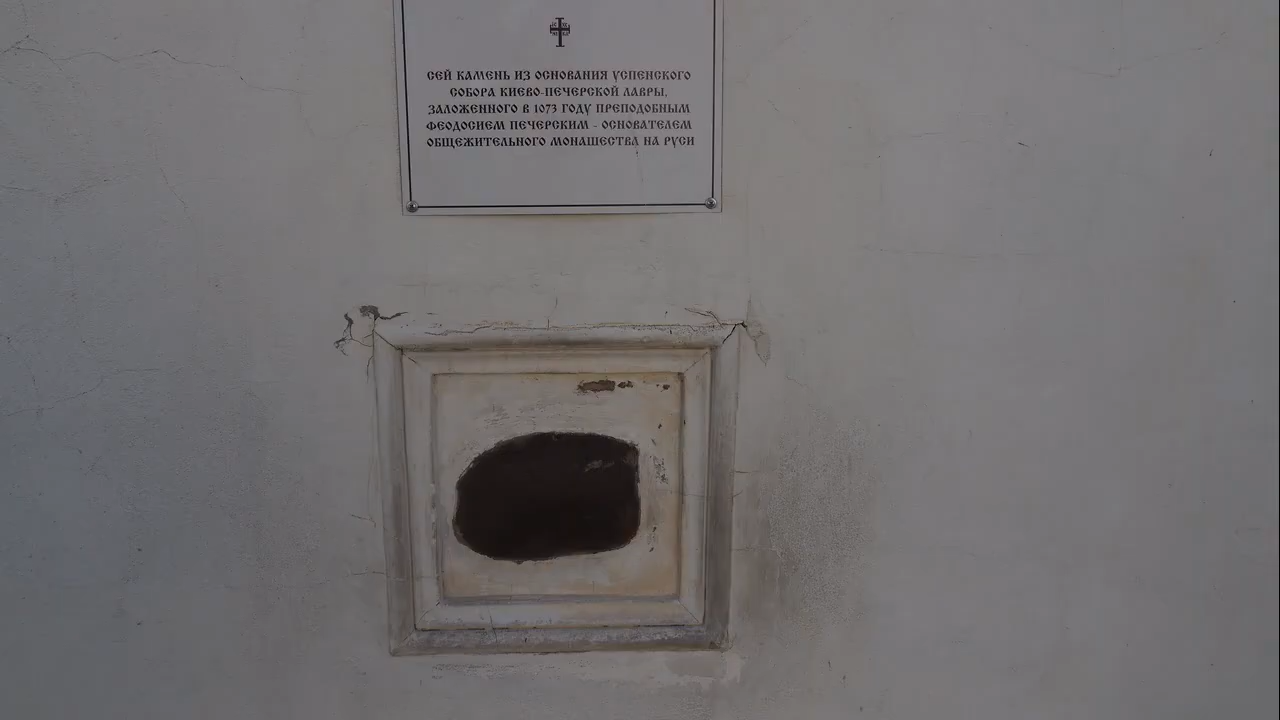 СЕЙ КАМЕНЬ ИЗ ОСНОВАНИЯ УСПЕНСКОГО
СОБОРА КИЕВО-ПЕЧЕРСКОЙ ЛАВРЫ,
ЗАЛОЖЕННОГО В 1073 ГОДУ ПРЕПОДОБНЫМ
ФЕОДОСИЕМ ПЕЧЕРСКИМ - ОСНОВАТЕЛЕМ
ОБЩЕЖИТЕЛЬНОГО МОНАШЕСТВА НА РУСИ